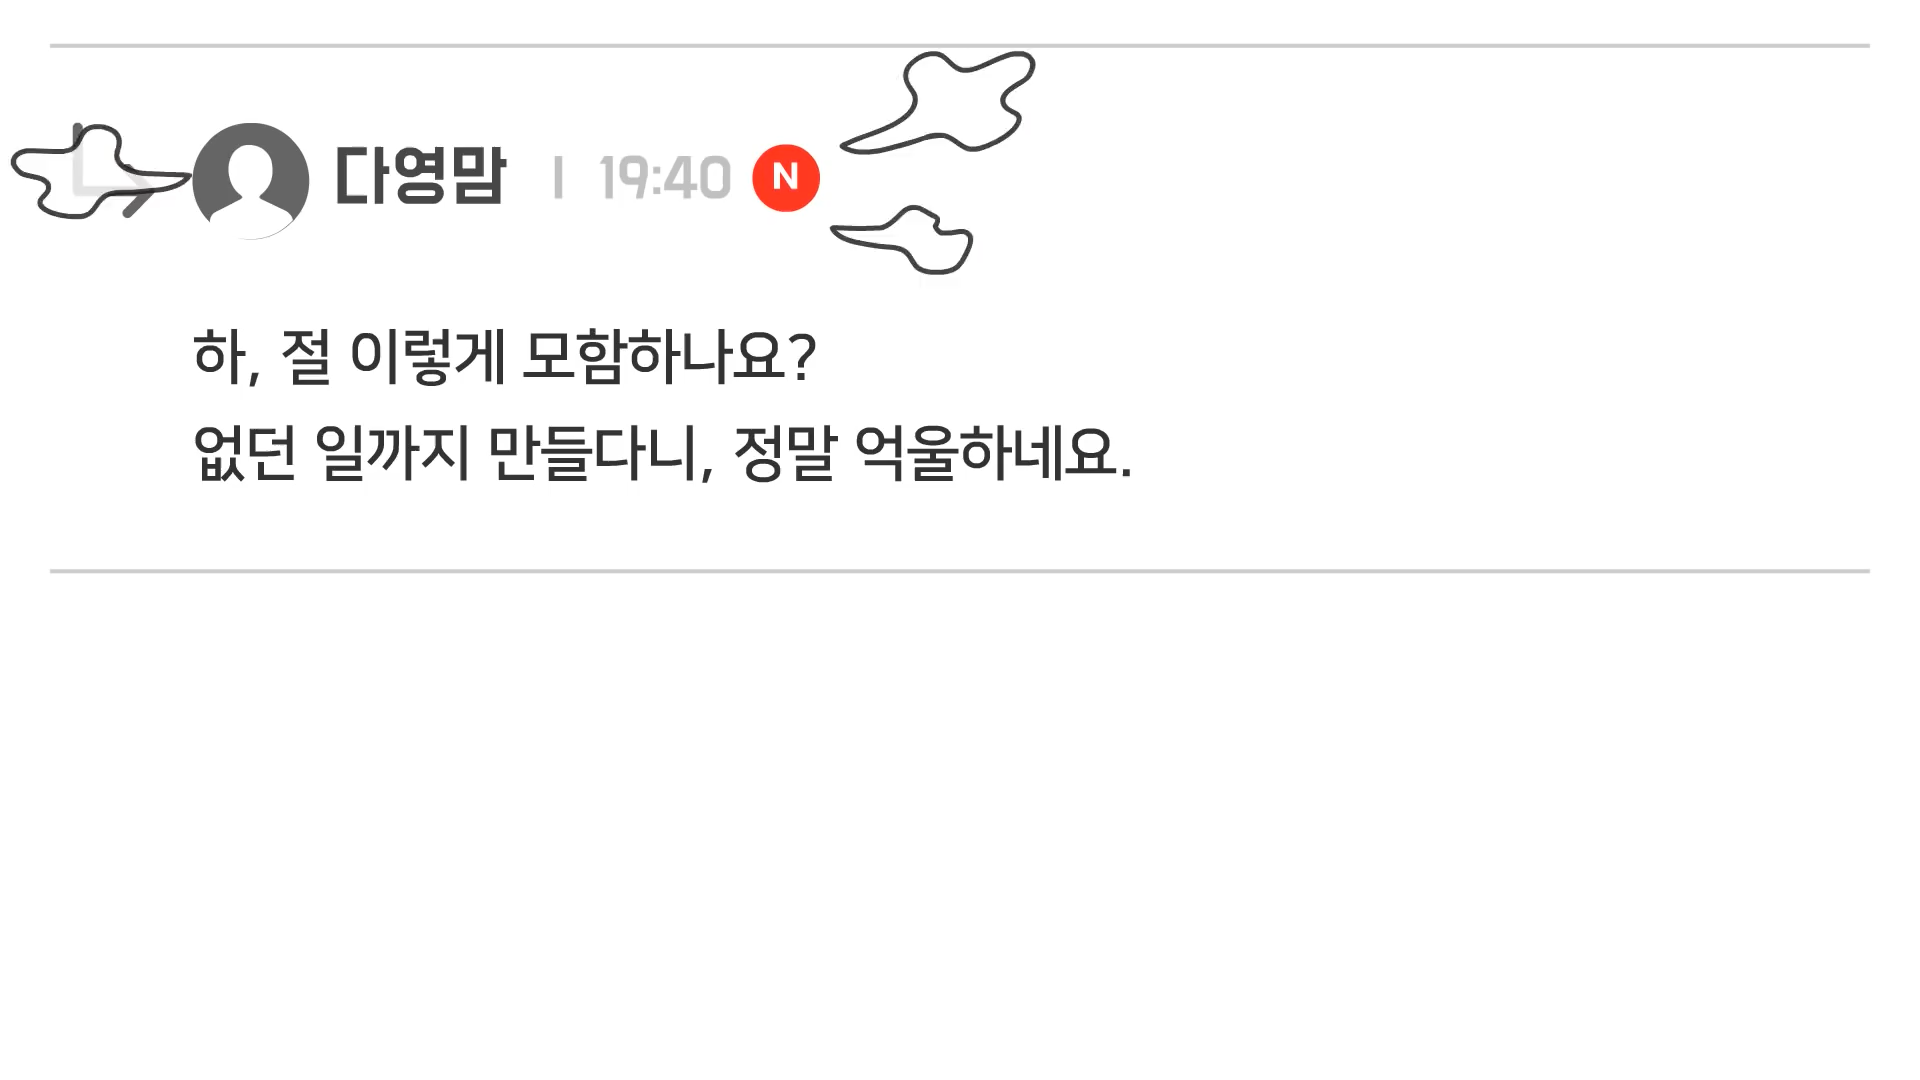 다영맘 | 19:40 N
하, 절 이렇게 모함하나요?
없던 일까지 만들다니, 정말 억울하네요.